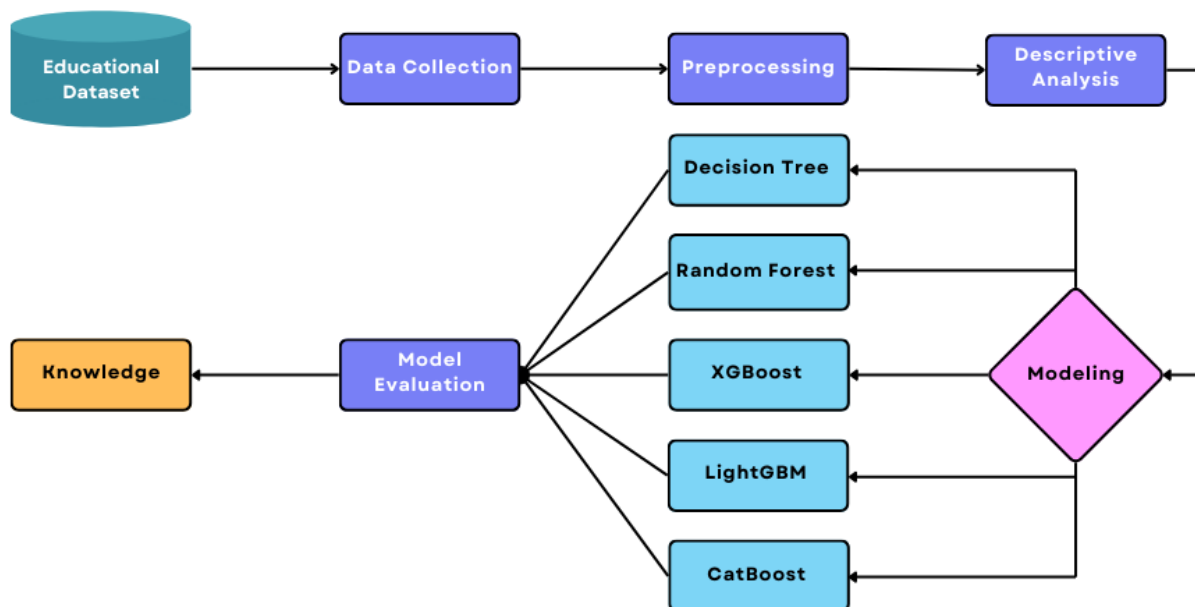 Educational
Dataset
Data Collection
Preprocessing
Descriptive
Analysis
Decision Tree
Random Forest
Knowledge
Model
Evaluation
XGBoost
Modeling
LightGBM
CatBoost